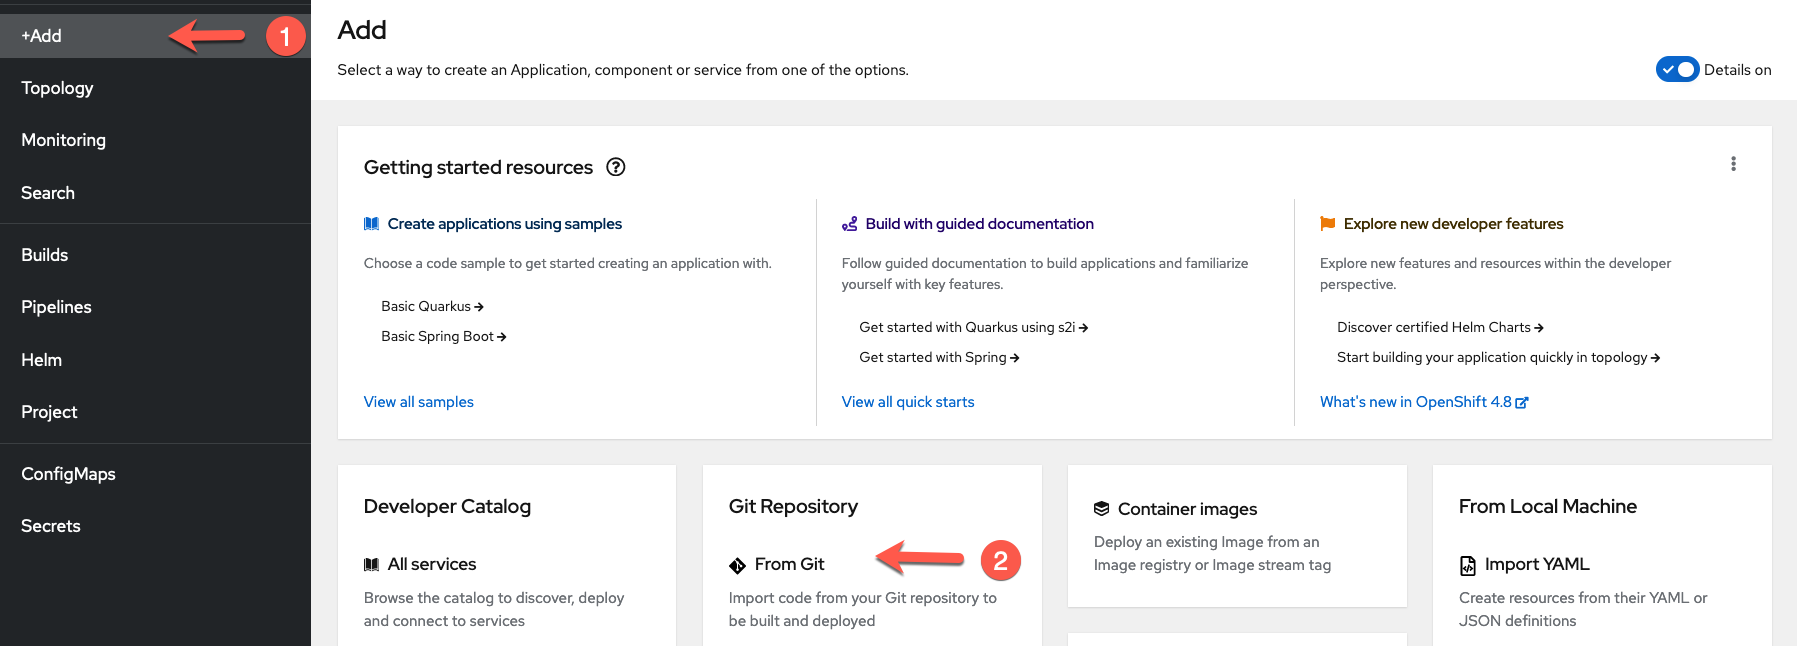 +Add
1
Topology
Monitoring
Search
Builds
Pipelines
Helm
Project
ConfigMaps
Secrets
Add
Select a way to create an Application, component or service from one of the options.
Details on
Getting started resources
Create applications using samples
Choose a code sample to get started creating an application with.
Basic Quarkus
Basic Spring Boot
View all samples
Build with guided documentation
Follow guided documentation to build applications and familiarize
yourself with key features.
Get started with Quarkus using s2i
Get started with Spring
View all quick starts
Explore new developer features
Explore new features and resources within the developer
perspective.
Discover certified Helm Charts
Start building your application quickly in topology
What's new in OpenShift 4.8
Developer Catalog
All services
Browse the catalog to discover, deploy
and connect to services
Git Repository
From Git
2
Import code from your Git repository to
be built and deployed
Container images
Deploy an existing Image from an
Image registry or Image stream tag
From Local Machine
Import YAML
Create resources from their YAML or
JSON definitions